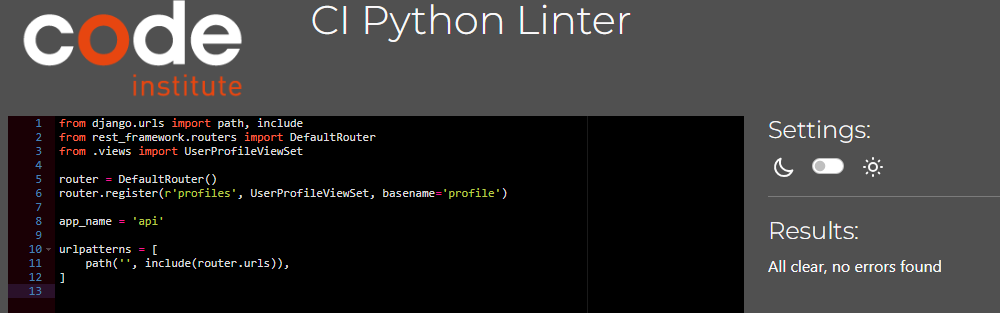 code
institute
CI Python Linter
1 from django.urls import path, include
2 from rest_framework.routers import DefaultRouter
3 from .views import UserProfileViewSet
4
5 router = DefaultRouter()
6 router.register(r'profiles', UserProfileViewSet, basename='profile')
7
8 app_name = 'api'
9
10 urlpatterns = [
11     path('', include(router.urls)),
12 ]
13
Settings:
Results:
All clear, no errors found